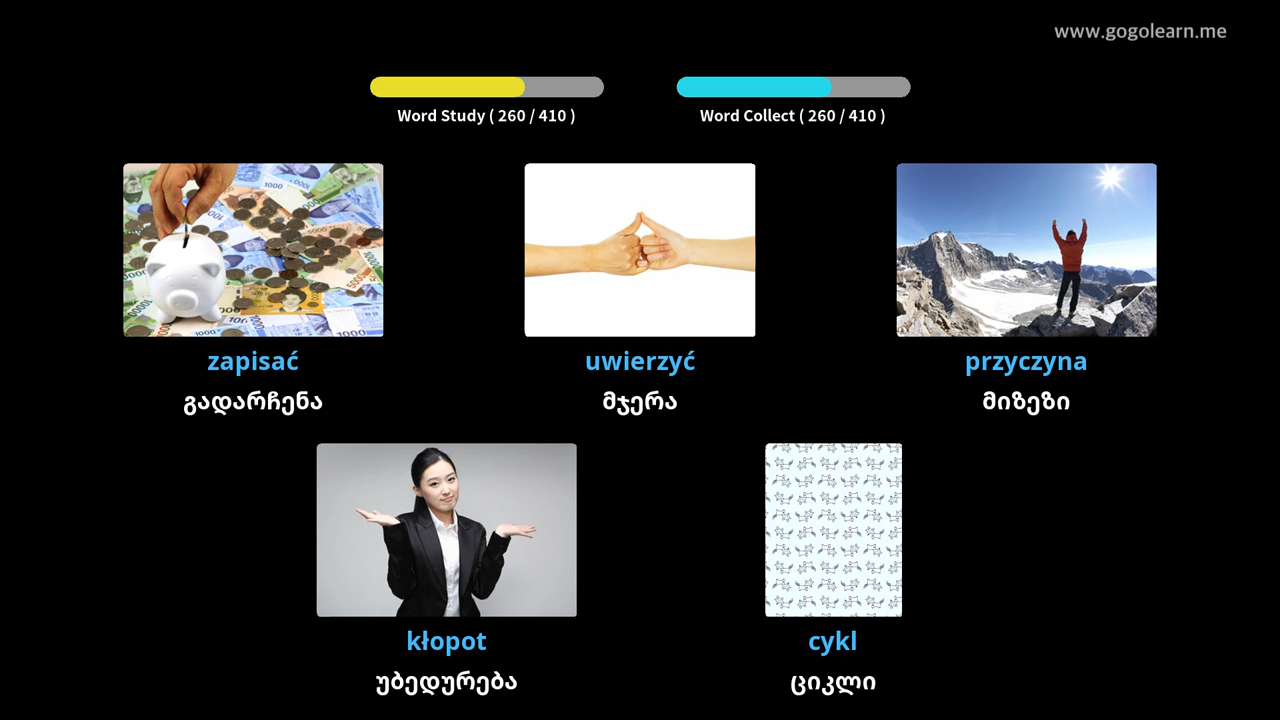 www.gogolearn.me
Word Study ( 260 / 410 )
Word Collect ( 260 / 410 )
zapisać
გადარჩენა
uwierzyć
მჯერა
przyczyna
მიზეზი
kłopot
უბედურება
cykl
ციკლი